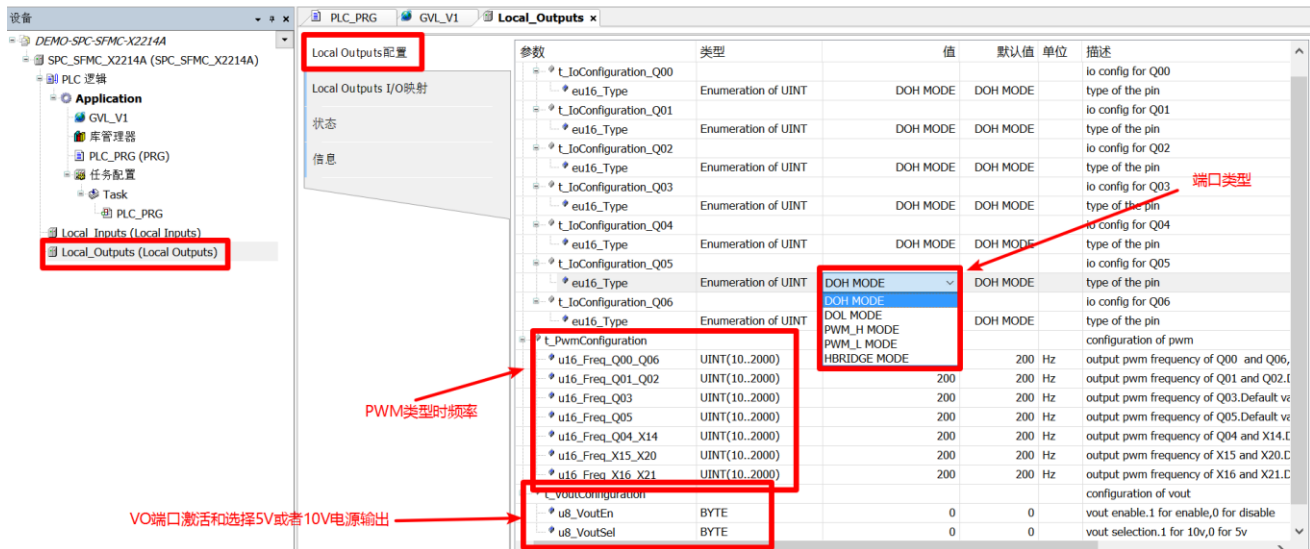 设备
PLC_PRG GVL_V1 Local_Outputs ×
DEMO-SPC-SFMC-X2214A
SPC_SFMC_X2214A (SPC_SFMC_X2214A)
PLC 逻辑
Application
GVL_V1
库管理器
PLC_PRG (PRG)
任务配置
Task
PLC_PRG
Local_Inputs (Local Inputs)
Local_Outputs (Local Outputs)
Local Outputs配置
Local Outputs I/O映射
状态
信息
参数 类型 值 默认值 单位 描述
t_IoConfiguration_Q00 io config for Q00
eu16_Type Enumeration of UINT DOH MODE DOH MODE type of the pin
t_IoConfiguration_Q01 io config for Q01
eu16_Type Enumeration of UINT DOH MODE DOH MODE type of the pin
t_IoConfiguration_Q02 io config for Q02
eu16_Type Enumeration of UINT DOH MODE DOH MODE type of the pin
t_IoConfiguration_Q03 io config for Q03
eu16_Type Enumeration of UINT DOH MODE DOH MODE type of the pin
t_IoConfiguration_Q04 io config for Q04
eu16_Type Enumeration of UINT DOH MODE DOH MODE type of the pin
t_IoConfiguration_Q05 io config for Q05
eu16_Type Enumeration of UINT DOH MODE DOH MODE type of the pin
t_IoConfiguration_Q06 io config for Q06
eu16_Type Enumeration of UINT DOH MODE type of the pin
DOH MODE
DOL MODE
PWM_H MODE
PWM_L MODE
HBRIDGE MODE
t_PwmConfiguration configuration of pwm
u16_Freq_Q00_Q06 UINT(10..2000) 200 Hz output pwm frequency of Q00 and Q06,
u16_Freq_Q01_Q02 UINT(10..2000) 200 200 Hz output pwm frequency of Q01 and Q02.
u16_Freq_Q03 UINT(10..2000) 200 200 Hz output pwm frequency of Q03.Default va
u16_Freq_Q05 UINT(10..2000) 200 200 Hz output pwm frequency of Q05.Default va
u16_Freq_Q04_X14 UINT(10..2000) 200 200 Hz output pwm frequency of Q04 and X14.
u16_Freq_X15_X20 UINT(10..2000) 200 200 Hz output pwm frequency of X15 and X20.
u16_Freq_X16_X21 UINT(10..2000) 200 200 Hz output pwm frequency of X16 and X21.
t_VoutConfiguration configuration of vout
u8_VoutEn BYTE 0 0 vout enable.1 for enable,0 for disable
u8_VoutSel BYTE 0 0 vout selection.1 for 10v,0 for 5v
端口类型
PWM类型时频率
VO端口激活和选择5V或者10V电源输出